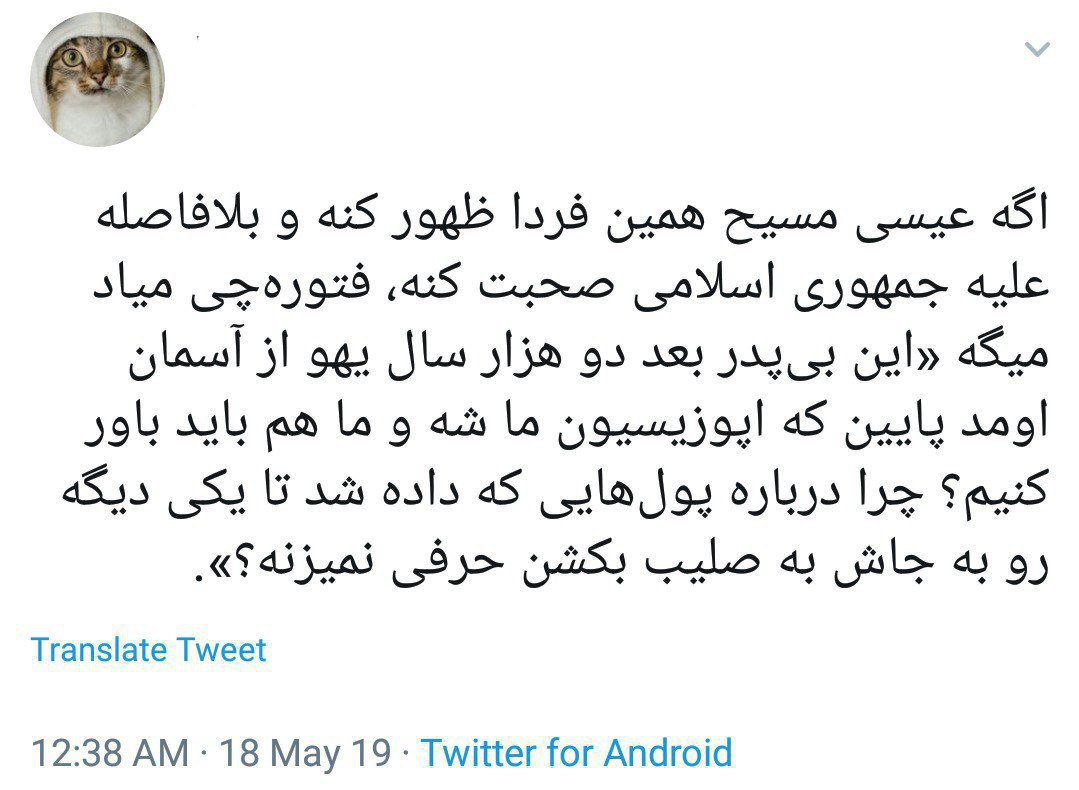 اگه عیسی مسیح همین فردا ظهور کنه و بلافاصله
علیه جمهوری اسلامی صحبت کنه، فتوره‌چی میاد
میگه «این بی‌پدر بعد دو هزار سال یهو از آسمان
اومد پایین که اپوزیسیون ما شه و ما هم باید باور
کنیم؟ چرا درباره پول‌هایی که داده شد تا یکی دیگه
رو به جاش به صلیب بکشن حرفی نمیزنه؟».
Translate Tweet
12:38 AM · 18 May 19 · Twitter for Android